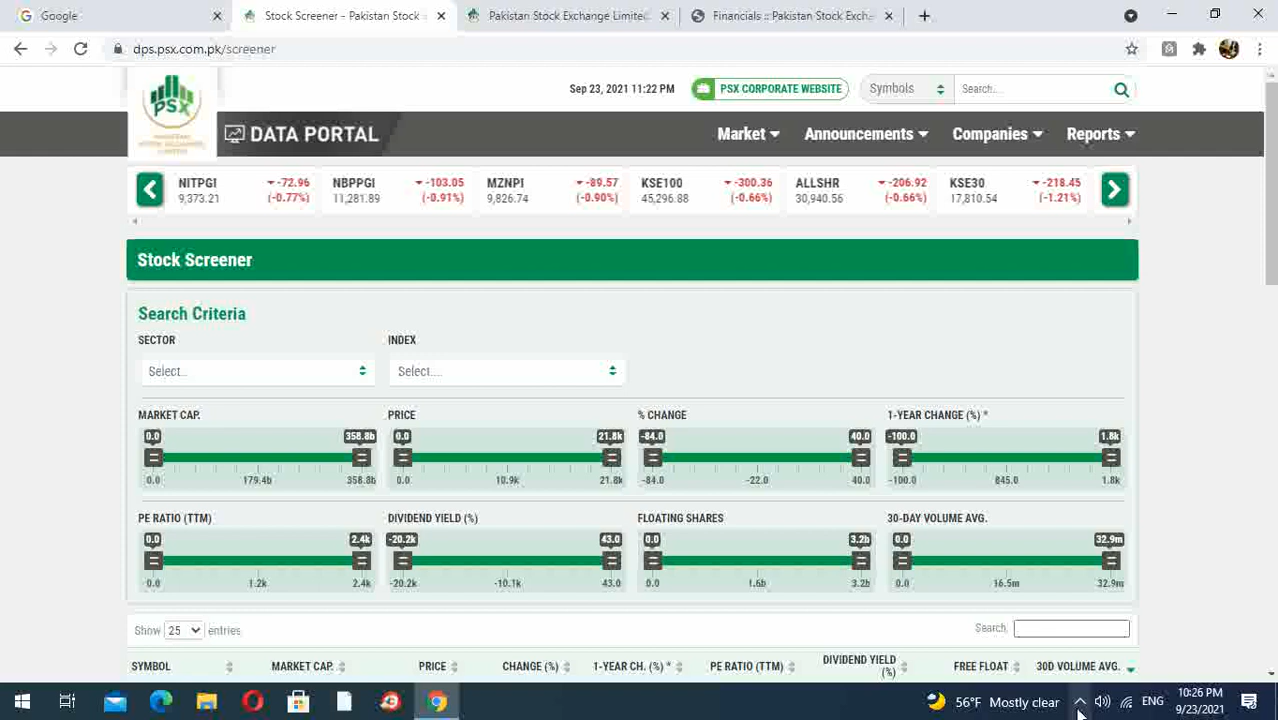 Google
Stock Screener - Pakistan Stock
Pakistan Stock Exchange Limite
Financials :: Pakistan Stock Exch
dps.psx.com.pk/screener
PSX
Sep 23, 2021 11:22 PM
PSX CORPORATE WEBSITE
Symbols
Search...
DATA PORTAL
Market
Announcements
Companies
Reports
NITPGI -72.96
9,373.21 (-0.77%)
NBPPGI -103.05
11,281.89 (-0.91%)
MZNPI -89.57
9,826.74 (-0.90%)
KSE100 -300.36
45,296.88 (-0.66%)
ALLSHR -206.92
30,940.56 (-0.66%)
KSE30 -218.45
17,810.54 (-1.21%)
Stock Screener
Search Criteria
SECTOR
Select...
INDEX
Select....
MARKET CAP.
0.0 358.8b
0.0 179.4b 358.8b
PRICE
0.0 21.8k
0.0 10.9k 21.8k
% CHANGE
-84.0 40.0
-84.0 -22.0 40.0
1-YEAR CHANGE (%) *
-100.0 1.8k
-100.0 845.0 1.8k
PE RATIO (TTM)
0.0 2.4k
0.0 1.2k 2.4k
DIVIDEND YIELD (%)
-20.2k 43.0
-20.2k -10.1k 43.0
FLOATING SHARES
0.0 3.2b
0.0 1.6b 3.2b
30-DAY VOLUME AVG.
0.0 32.9m
0.0 16.5m 32.9m
Show 25 entries
Search:
SYMBOL MARKET CAP. PRICE CHANGE (%) 1-YEAR CH. (%) * PE RATIO (TTM) DIVIDEND YIELD (%) FREE FLOAT 30D VOLUME AVG.
56°F Mostly clear
ENG
10:26 PM
9/23/2021